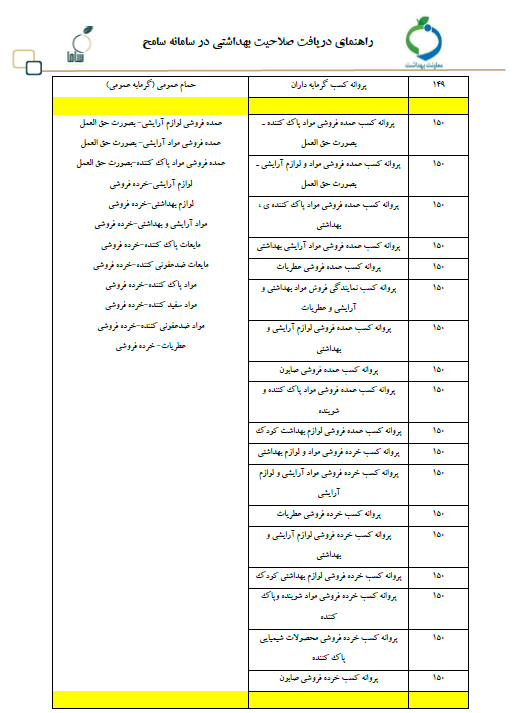 راهنمای دریافت صلاحیت بهداشتی در سامانه سامح
ساما
معاونت بهداشت
۱۴۹ پروانه کسب گرمابه داران حمام عمومی (گرمابه عمومی)
۱۵۰ پروانه کسب عمده فروشی مواد پاک کننده ـ
بصورت حق العمل
۱۵۰ پروانه کسب عمده فروشی مواد و لوازم آرایشی ـ
بصورت حق العمل
۱۵۰ پروانه کسب عمده فروشی مواد پاک کننده ی ،
بهداشتی
۱۵۰ پروانه کسب عمده فروشی مواد آرایشی بهداشتی
۱۵۰ پروانه کسب عمده فروشی عطریات
۱۵۰ پروانه کسب نمایندگی فروش مواد بهداشتی و
آرایشی و عطریات
۱۵۰ پروانه کسب عمده فروشی لوازم آرایشی و
بهداشتی
۱۵۰ پروانه کسب عمده فروشی صابون
۱۵۰ پروانه کسب عمده فروشی مواد پاک کننده و
شوینده
۱۵۰ پروانه کسب عمده فروشی لوازم بهداشت کودک
۱۵۰ پروانه کسب خرده فروشی مواد و لوازم بهداشتی
۱۵۰ پروانه کسب خرده فروشی مواد آرایشی و لوازم
آرایشی
۱۵۰ پروانه کسب خرده فروشی عطریات
۱۵۰ پروانه کسب خرده فروشی لوازم آرایشی و
بهداشتی
۱۵۰ پروانه کسب خرده فروشی لوازم بهداشتی کودک
۱۵۰ پروانه کسب خرده فروشی مواد شوینده وپاک
کننده
۱۵۰ پروانه کسب خرده فروشی محصولات شیمیایی
پاک کننده
۱۵۰ پروانه کسب خرده فروشی صابون
عمده فروشی لوازم آرایشی- بصورت حق العمل
عمده فروشی مواد آرایشی- بصورت حق العمل
عمده فروشی مواد پاک کننده-بصورت حق العمل
لوازم آرایشی-خرده فروشی
لوازم بهداشتی-خرده فروشی
مواد آرایشی و بهداشتی-خرده فروشی
مایعات پاک کننده-خرده فروشی
مایعات ضدعفونی کننده-خرده فروشی
مواد پاک کننده-خرده فروشی
مواد سفید کننده-خرده فروشی
مواد ضدعفونی کننده-خرده فروشی
عطریات- خرده فروشی